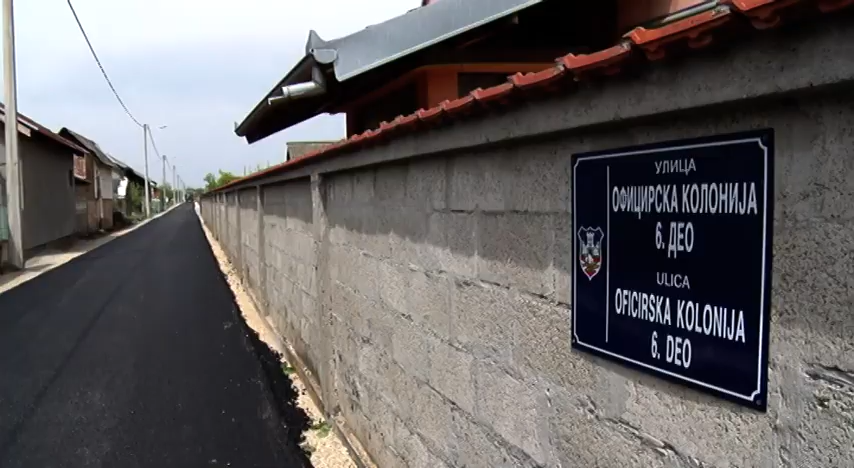 УЛИЦА
ОФИЦИРСКА КОЛОНИЈА
6. ДЕО
ULICA
OFICIRSKA KOLONIJA
6. DEO